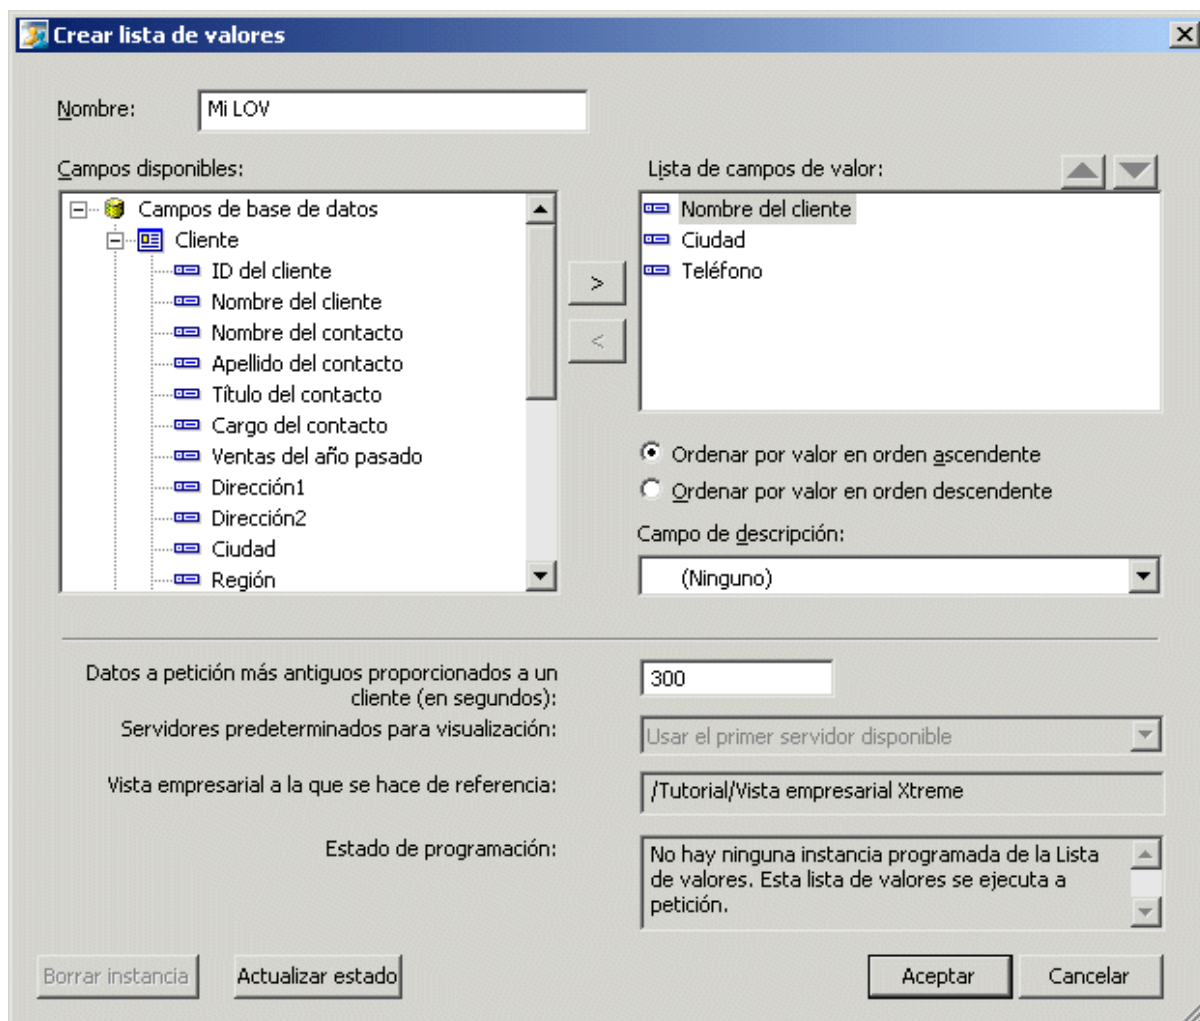 Crear lista de valores
Nombre:
Mi LOV
Campos disponibles:
Campos de base de datos
Cliente
ID del cliente
Nombre del cliente
Nombre del contacto
Apellido del contacto
Título del contacto
Cargo del contacto
Ventas del año pasado
Dirección1
Dirección2
Ciudad
Región
>
<
Lista de campos de valor:
Nombre del cliente
Ciudad
Teléfono
Ordenar por valor en orden ascendente
Ordenar por valor en orden descendente
Campo de descripción:
(Ninguno)
Datos a petición más antiguos proporcionados a un
cliente (en segundos):
300
Servidores predeterminados para visualización:
Usar el primer servidor disponible
Vista empresarial a la que se hace de referencia:
/Tutorial/Vista empresarial Xtreme
Estado de programación:
No hay ninguna instancia programada de la Lista
de valores. Esta lista de valores se ejecuta a
petición.
Borrar instancia
Actualizar estado
Aceptar
Cancelar